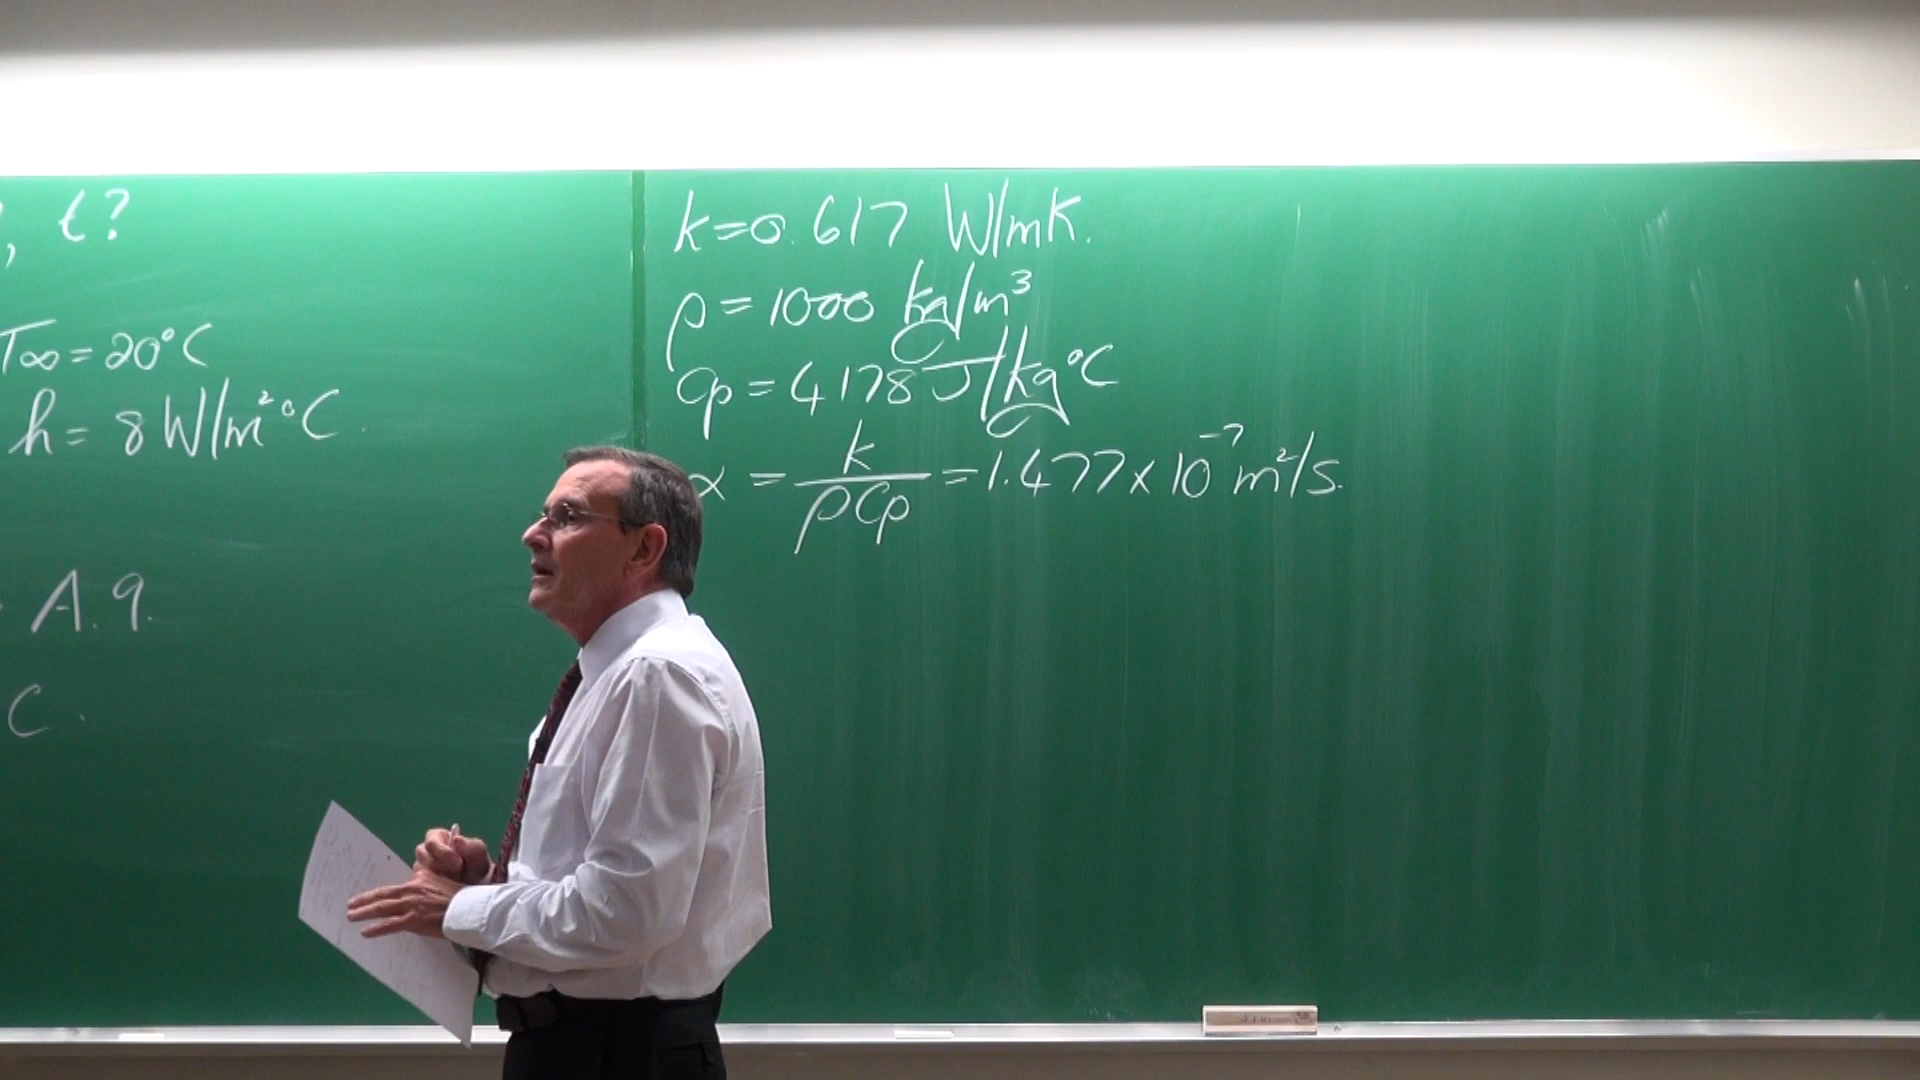 , t?
T∞ = 20°C
h = 8 W/m²°C.
A.9.
C.
k=0.617 W/mK.
ρ = 1000 kg/m³
Cp = 4178 J/kg°C
α = k/ρCp = 1.477 x 10⁻⁷ m²/s.